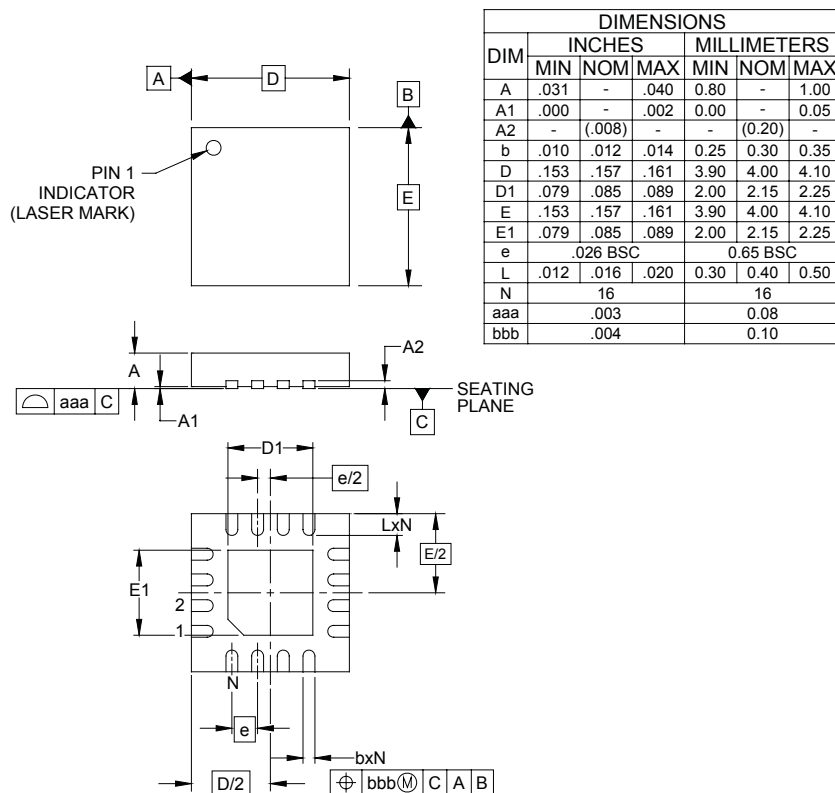 DIMENSIONS
DIM INCHES MILLIMETERS
MIN NOM MAX MIN NOM MAX
A .031 - .040 0.80 - 1.00
A1 .000 - .002 0.00 - 0.05
A2 - (.008) - - (0.20) -
b .010 .012 .014 0.25 0.30 0.35
D .153 .157 .161 3.90 4.00 4.10
D1 .079 .085 .089 2.00 2.15 2.25
E .153 .157 .161 3.90 4.00 4.10
E1 .079 .085 .089 2.00 2.15 2.25
e .026 BSC 0.65 BSC
L .012 .016 .020 0.30 0.40 0.50
N 16 16
aaa .003 0.08
bbb .004 0.10
A D B
PIN 1
INDICATOR
(LASER MARK)
E
A2
A
aaa C
A1
SEATING
PLANE
C
D1
e/2
LxN
E/2
E1
2
1
N
e
bxN
D/2
bbb Ⓜ C A B